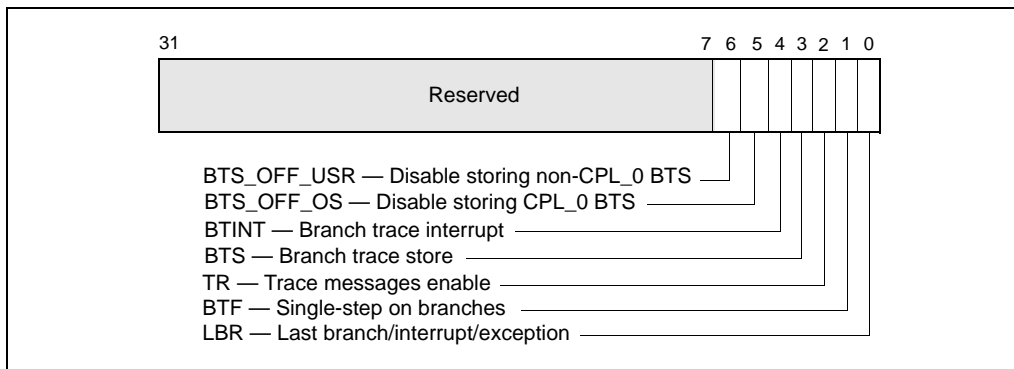 31 7 6 5 4 3 2 1 0
Reserved
BTS_OFF_USR — Disable storing non-CPL_0 BTS
BTS_OFF_OS — Disable storing CPL_0 BTS
BTINT — Branch trace interrupt
BTS — Branch trace store
TR — Trace messages enable
BTF — Single-step on branches
LBR — Last branch/interrupt/exception